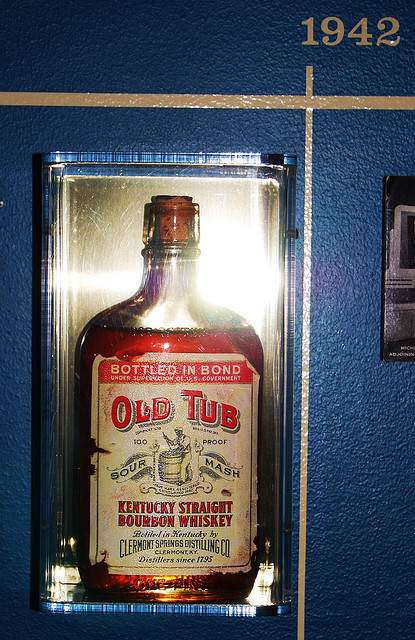 1942
BOTTLED IN BOND
UNDER SUPERVISION OF U.S. GOVERNMENT
OLD TUB
100 PROOF
SOUR MASH
KENTUCKY STRAIGHT
BOURBON WHISKEY
Bottled in Kentucky by
CLERMONT SPRINGS DISTILLING CO
CLERMONT, KY.
Distillers since 1795